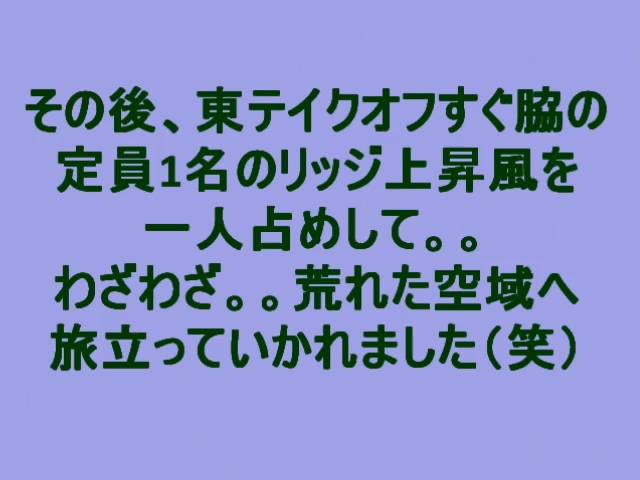 その後、東テイクオフすぐ脇の
定員1名のリッジ上昇風を
一人占めして。。
わざわざ。。荒れた空域へ
旅立っていかれました(笑)